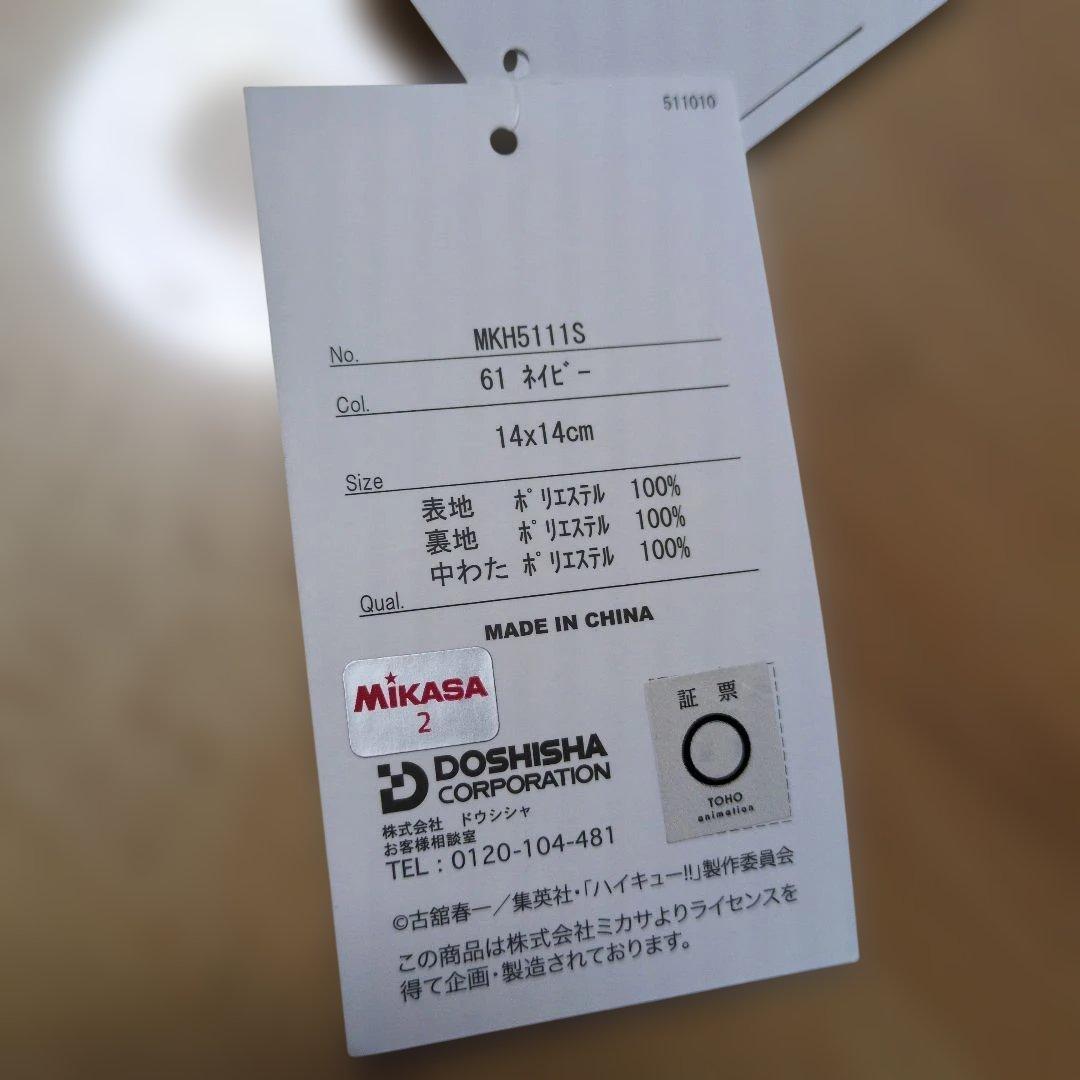 511010
No. MKH5111S
Col. 61 ﾈｲﾋﾞｰ
Size 14x14cm
表地 ﾎﾟﾘｴｽﾃﾙ 100%
裏地 ﾎﾟﾘｴｽﾃﾙ 100%
中わた ﾎﾟﾘｴｽﾃﾙ 100%
Qual.
MADE IN CHINA
MiKASA
2
証 票
TOHO
animation
DOSHISHA
CORPORATION
株式会社 ドウシシャ
お客様相談室
TEL : 0120-104-481
©古舘春一／集英社・「ハイキュー!!」製作委員会
この商品は株式会社ミカサよりライセンスを
得て企画・製造されております。